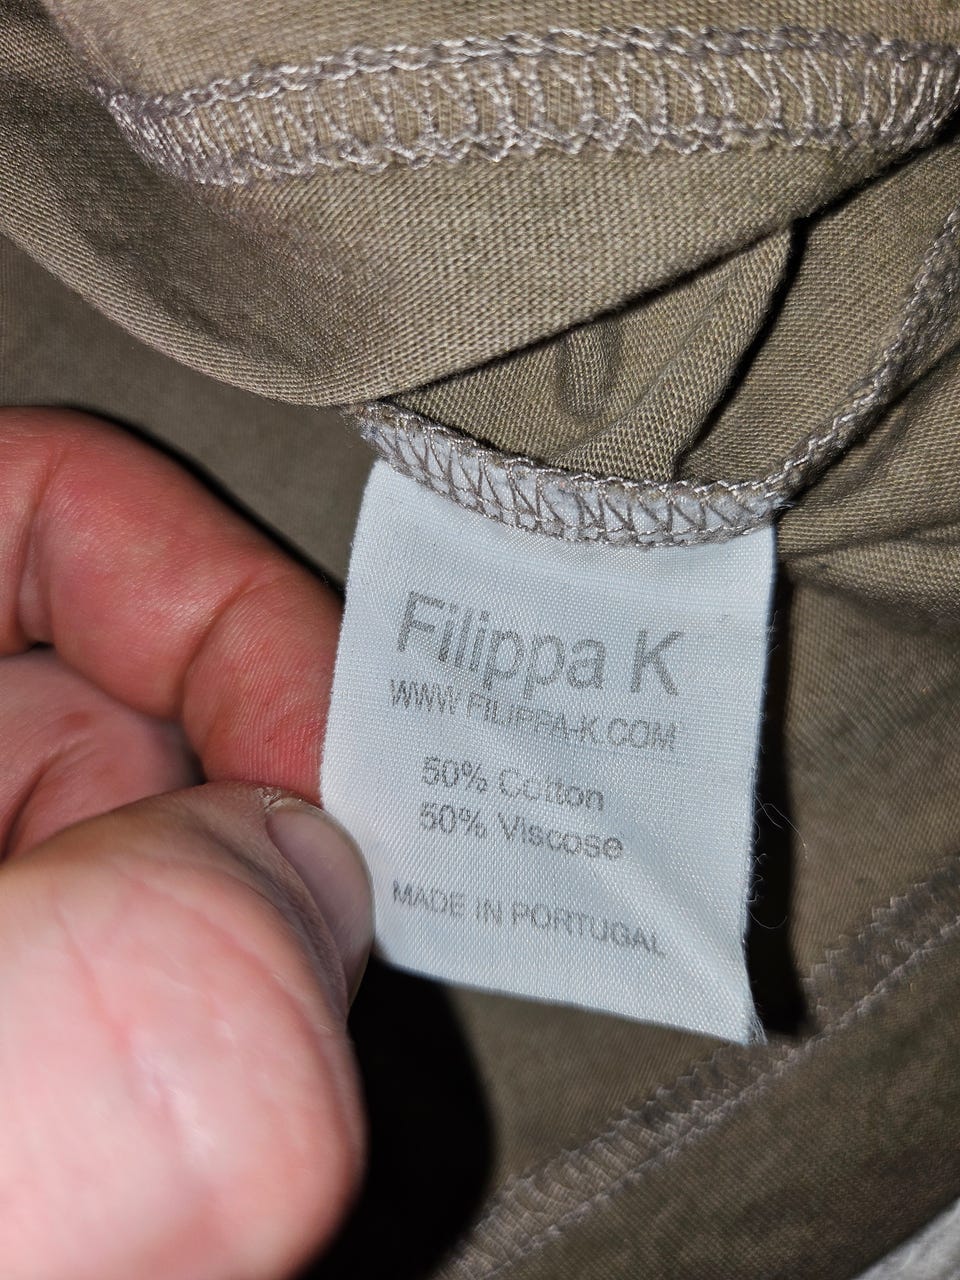 Filippa K
WWW.FILIPPA-K.COM
50% Cotton
50% Viscose
MADE IN PORTUGAL